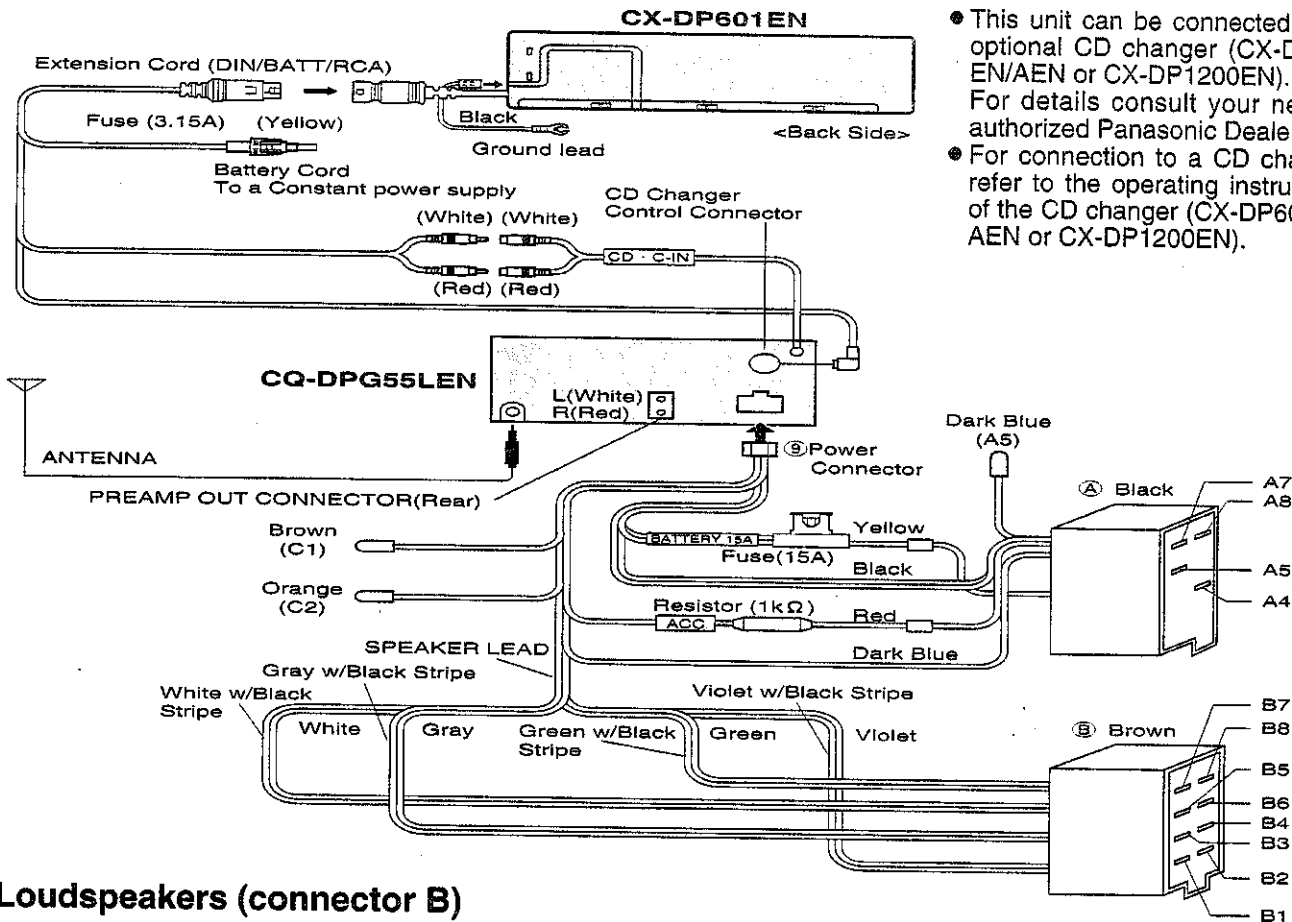 CX-DP601EN
Extension Cord (DIN/BATT/RCA)
Fuse (3.15A) (Yellow)
Black
Ground lead
<Back Side>
Battery Cord
To a Constant power supply
CD Changer
Control Connector
(White) (White)
CD · C-IN
(Red) (Red)
● This unit can be connected
optional CD changer (CX-D
EN/AEN or CX-DP1200EN).
For details consult your ne
authorized Panasonic Deale
● For connection to a CD cha
refer to the operating instru
of the CD changer (CX-DP60
AEN or CX-DP1200EN).
CQ-DPG55LEN
L(White)
R(Red)
ANTENNA
PREAMP OUT CONNECTOR(Rear)
⑨Power
Connector
Dark Blue
(A5)
Ⓐ Black
A7
A8
A5
A4
Brown
(C1)
Orange
(C2)
BATTERY 15A
Yellow
Fuse(15A)
Black
Resistor (1kΩ)
ACC
Red
Dark Blue
SPEAKER LEAD
Gray w/Black Stripe
White w/Black
Stripe
White
Gray
Green w/Black
Stripe
Green
Violet w/Black Stripe
Violet
Ⓑ Brown
B7
B8
B5
B6
B4
B3
B2
B1
Loudspeakers (connector B)